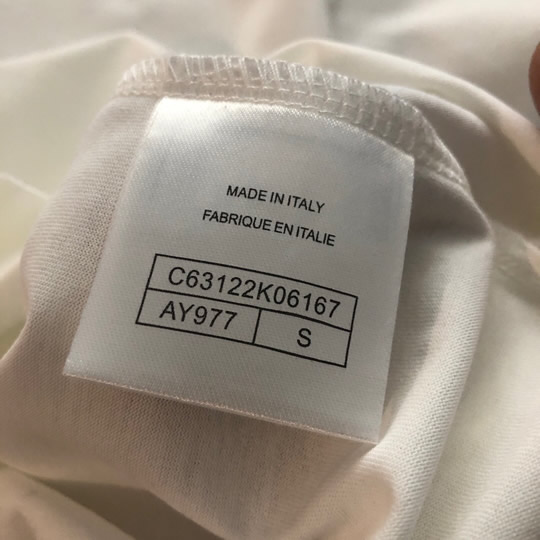 MADE IN ITALY
FABRIQUE EN ITALIE
C63122K06167
AY977 S